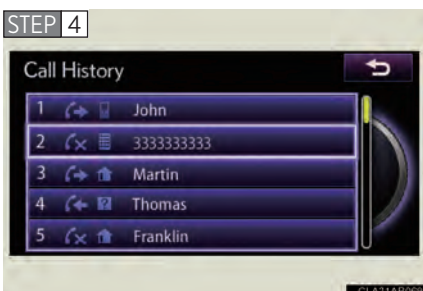 STEP 4
Call History
1 John
2 3333333333
3 Martin
4 Thomas
5 Franklin